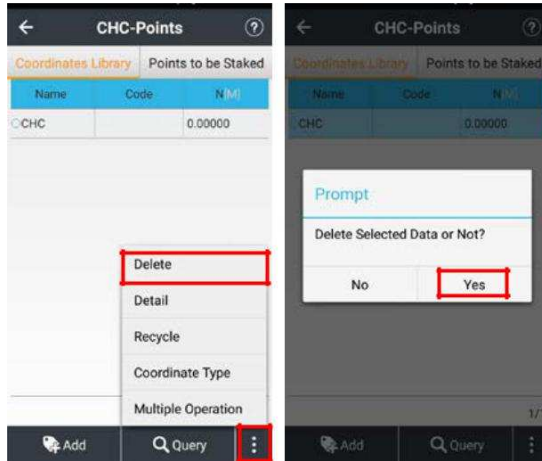 CHC-Points
Coordinates Library Points to be Staked
Name Code N[M]
CHC 0.00000
Delete
Detail
Recycle
Coordinate Type
Multiple Operation
Add Query
CHC-Points
Coordinates Library Points to be Staked
Name Code N[M]
CHC 0.00000
Prompt
Delete Selected Data or Not?
No Yes
1/
Add Query